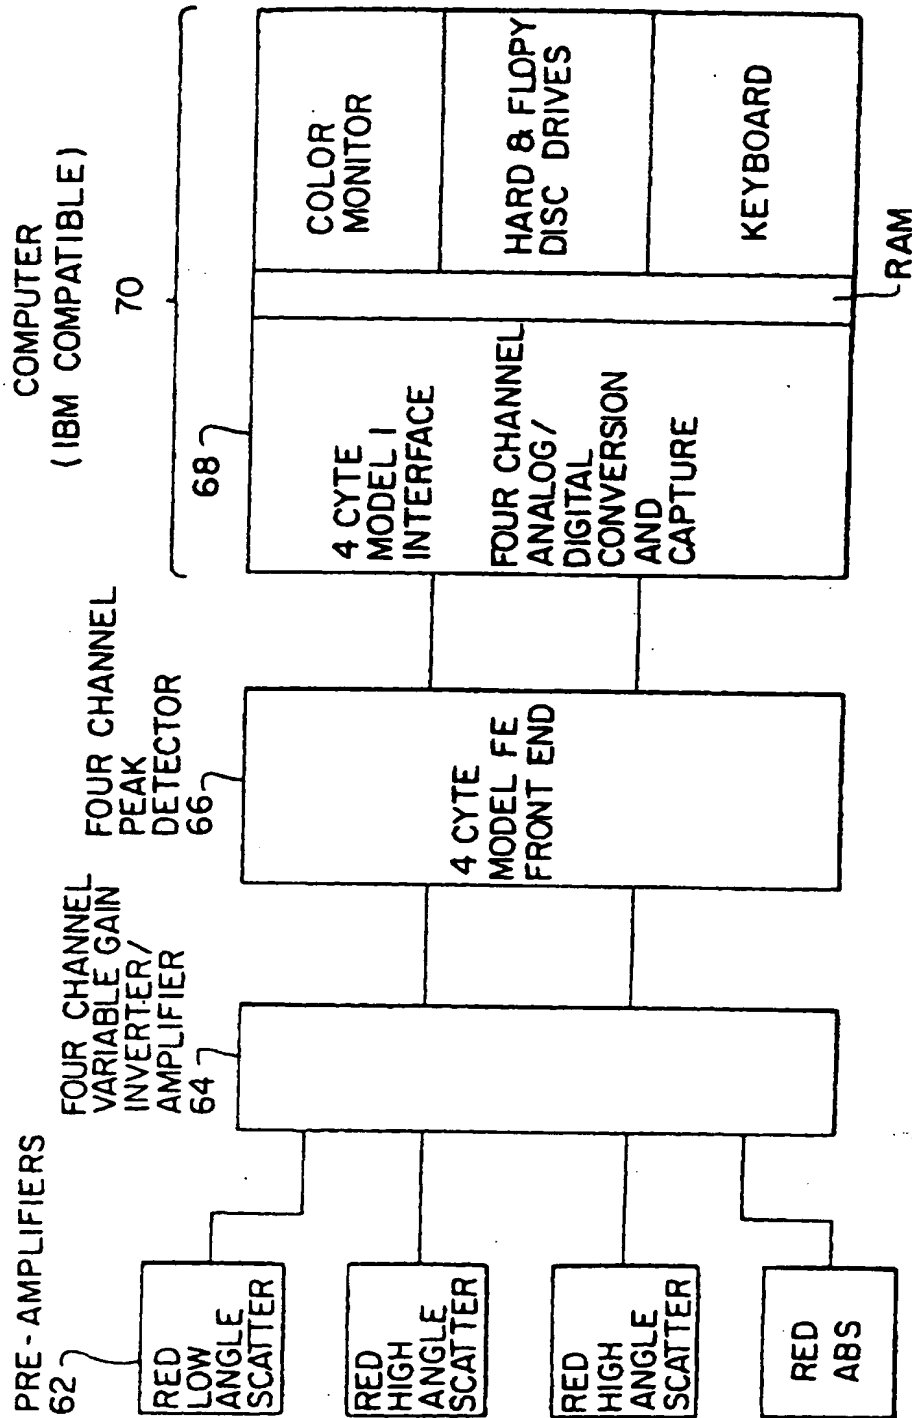 PRE-AMPLIFIERS
62
RED
LOW
ANGLE
SCATTER
RED
HIGH
ANGLE
SCATTER
RED
HIGH
ANGLE
SCATTER
RED
ABS
FOUR CHANNEL
VARIABLE GAIN
INVERTER/
AMPLIFIER
64
FOUR CHANNEL
PEAK
DETECTOR
66
4 CYTE
MODEL FE
FRONT END
COMPUTER
(IBM COMPATIBLE)
70
68
4 CYTE
MODEL I
INTERFACE
FOUR CHANNEL
ANALOG/
DIGITAL
CONVERSION
AND
CAPTURE
COLOR
MONITOR
HARD & FLOPY
DISC DRIVES
KEYBOARD
RAM